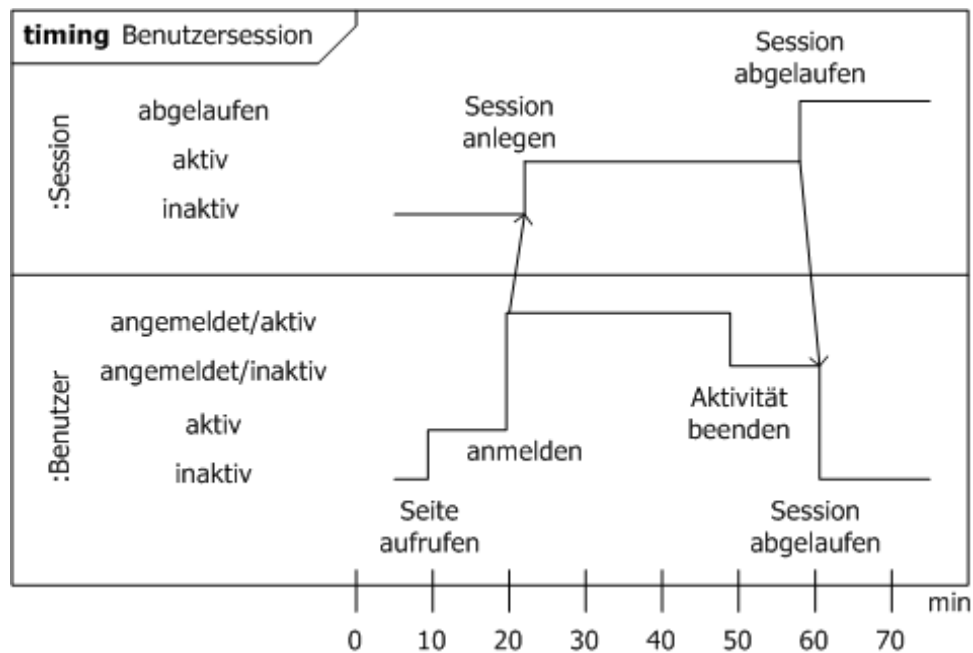 timing Benutzersession
:Session
abgelaufen
aktiv
inaktiv
Session
anlegen
Session
abgelaufen
:Benutzer
angemeldet/aktiv
angemeldet/inaktiv
aktiv
inaktiv
Seite
aufrufen
anmelden
Aktivität
beenden
Session
abgelaufen
min
0 10 20 30 40 50 60 70